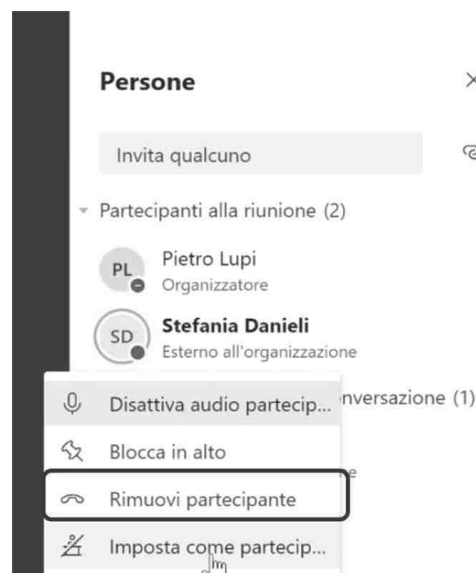 Persone
Invita qualcuno
Partecipanti alla riunione (2)
PL
Pietro Lupi
Organizzatore
SD
Stefania Danieli
Esterno all'organizzazione
Disattiva audio partecip...
nversazione (1)
Blocca in alto
Rimuovi partecipante
Imposta come partecip...